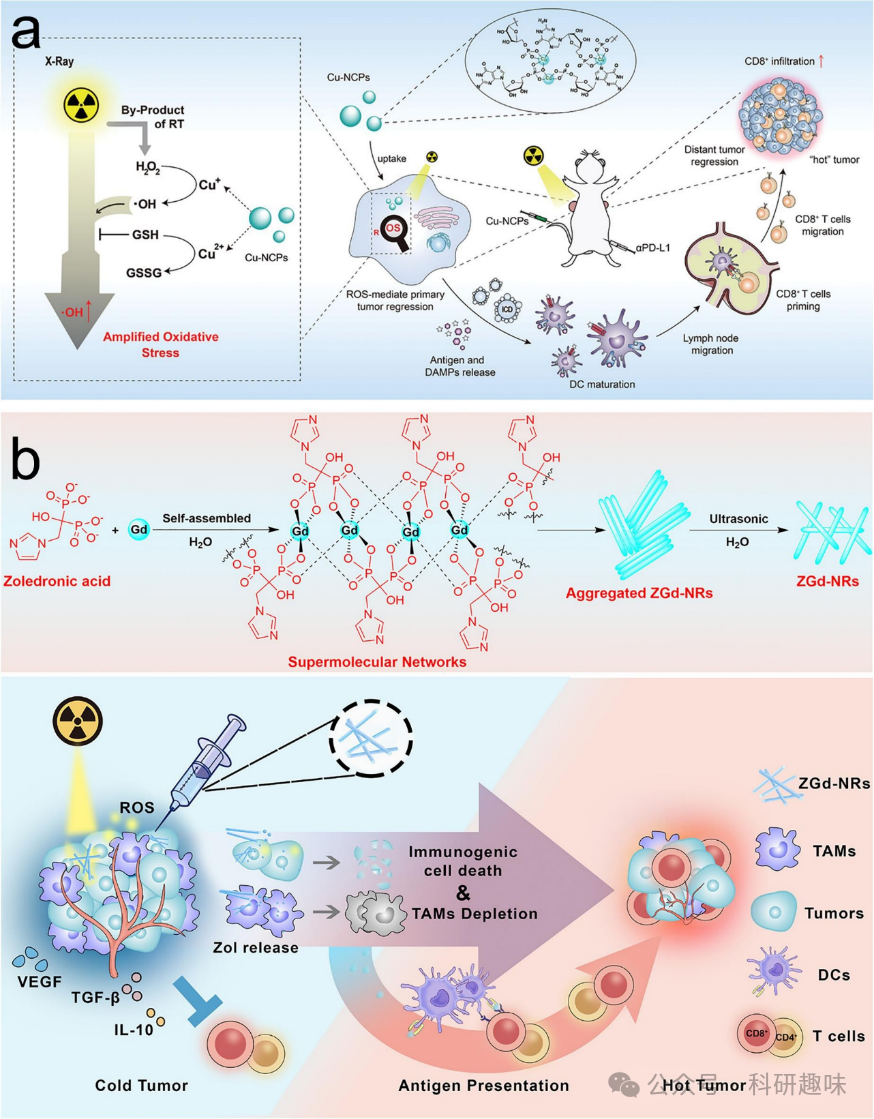 a
X-Ray
By-Product
of RT
H₂O₂
Cu⁺
·OH
GSH
Cu²⁺
GSSG
Cu-NCPs
·OH↑
Amplified Oxidative
Stress
Cu-NCPs
uptake
R
OS
ROS-mediate primary
tumor regression
Cu-NCPs
αPD-L1
ICD
Antigen and
DAMPs release
DC maturation
Lymph node
migration
CD8⁺ T cells
priming
CD8⁺ T cells
migration
Distant tumor
regression
"hot" tumor
CD8⁺ infiltration ↑
b
Zoledronic acid
+
Gd
Self-assembled
H₂O
Gd
Gd
Gd
Gd
Supermolecular Networks
Aggregated ZGd-NRs
Ultrasonic
H₂O
ZGd-NRs
ROS
VEGF
TGF-β
IL-10
Cold Tumor
Zol release
Immunogenic
cell death
&
TAMs Depletion
Antigen Presentation
Hot Tumor
ZGd-NRs
TAMs
Tumors
DCs
CD8⁺
CD4⁺
T cells
公众号 · 科研趣味